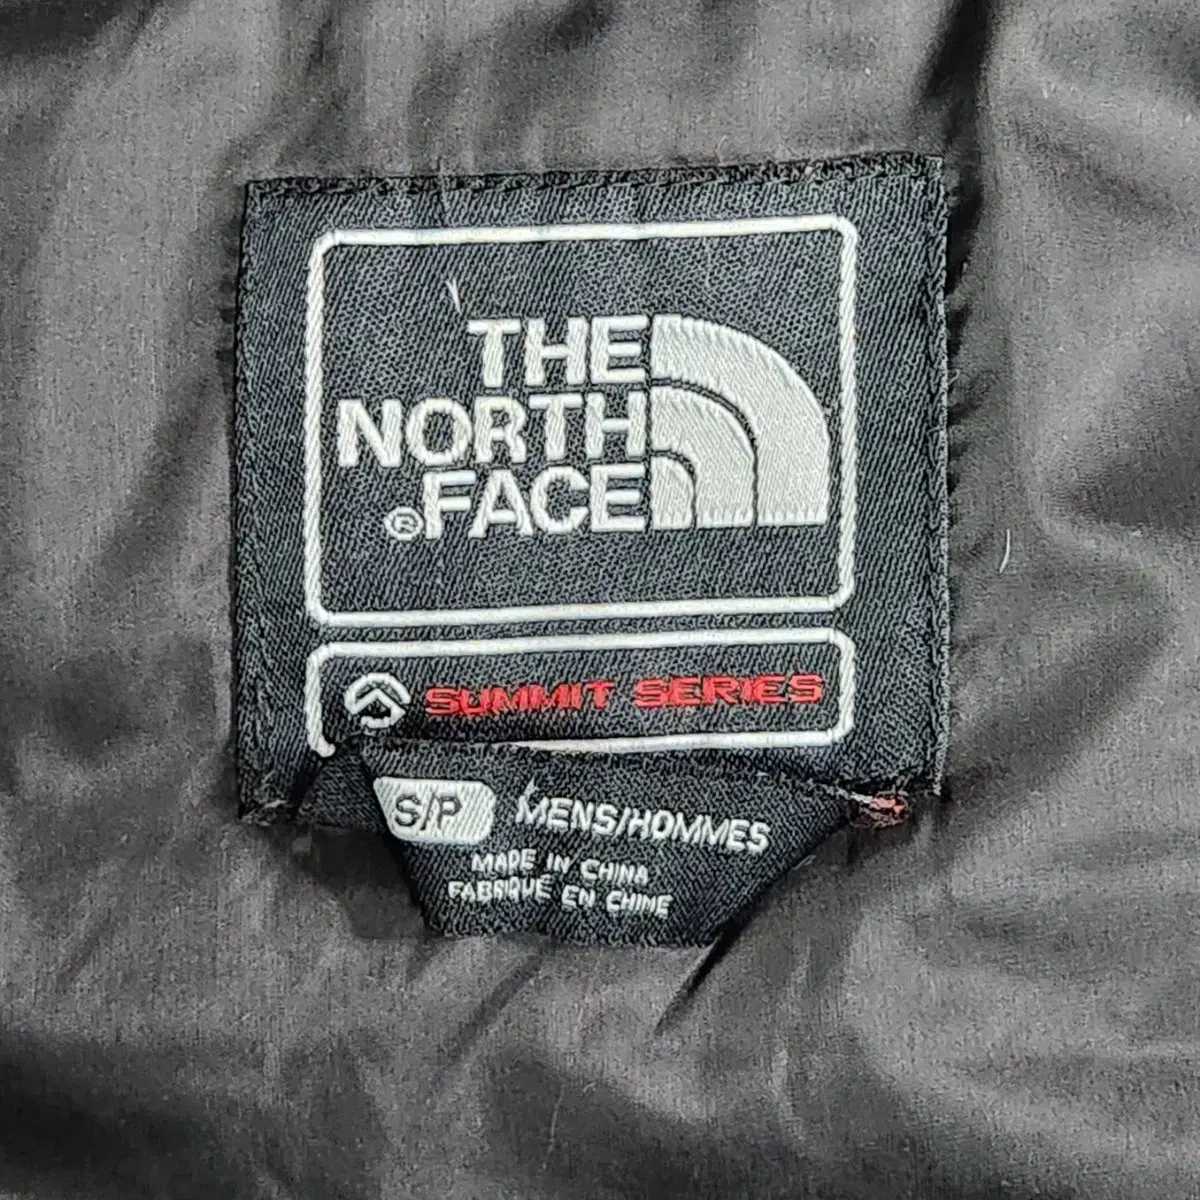 THE
NORTH
®FACE
SUMMIT SERIES
S/P MENS/HOMMES
MADE IN CHINA
FABRIQUÉ EN CHINE